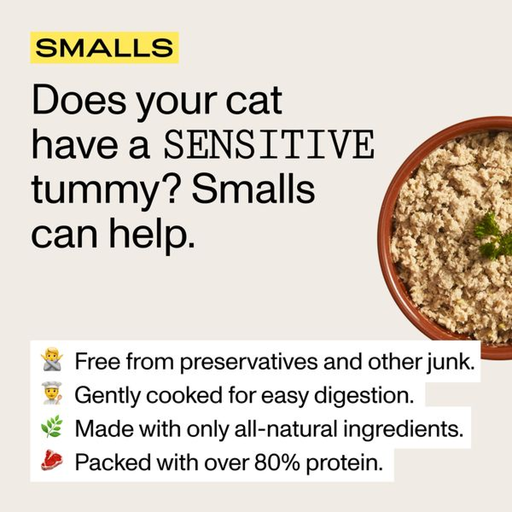 SMALLS
Does your cat
have a SENSITIVE
tummy? Smalls
can help.
Free from preservatives and other junk.
Gently cooked for easy digestion.
Made with only all-natural ingredients.
Packed with over 80% protein.